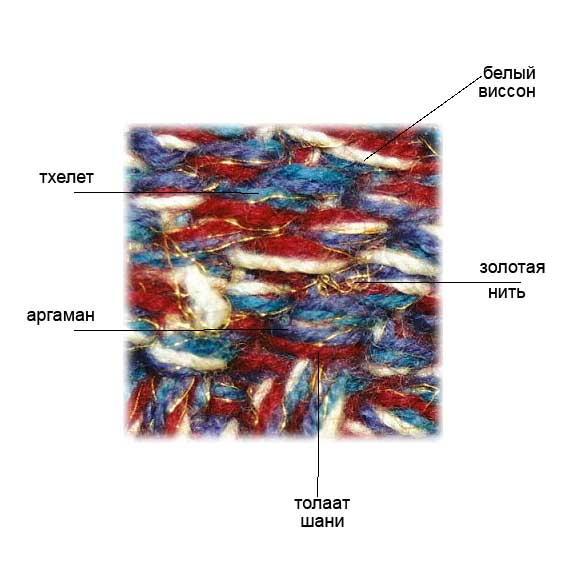 белый
виссон
тхелет
золотая
нить
аргаман
толаат
шани